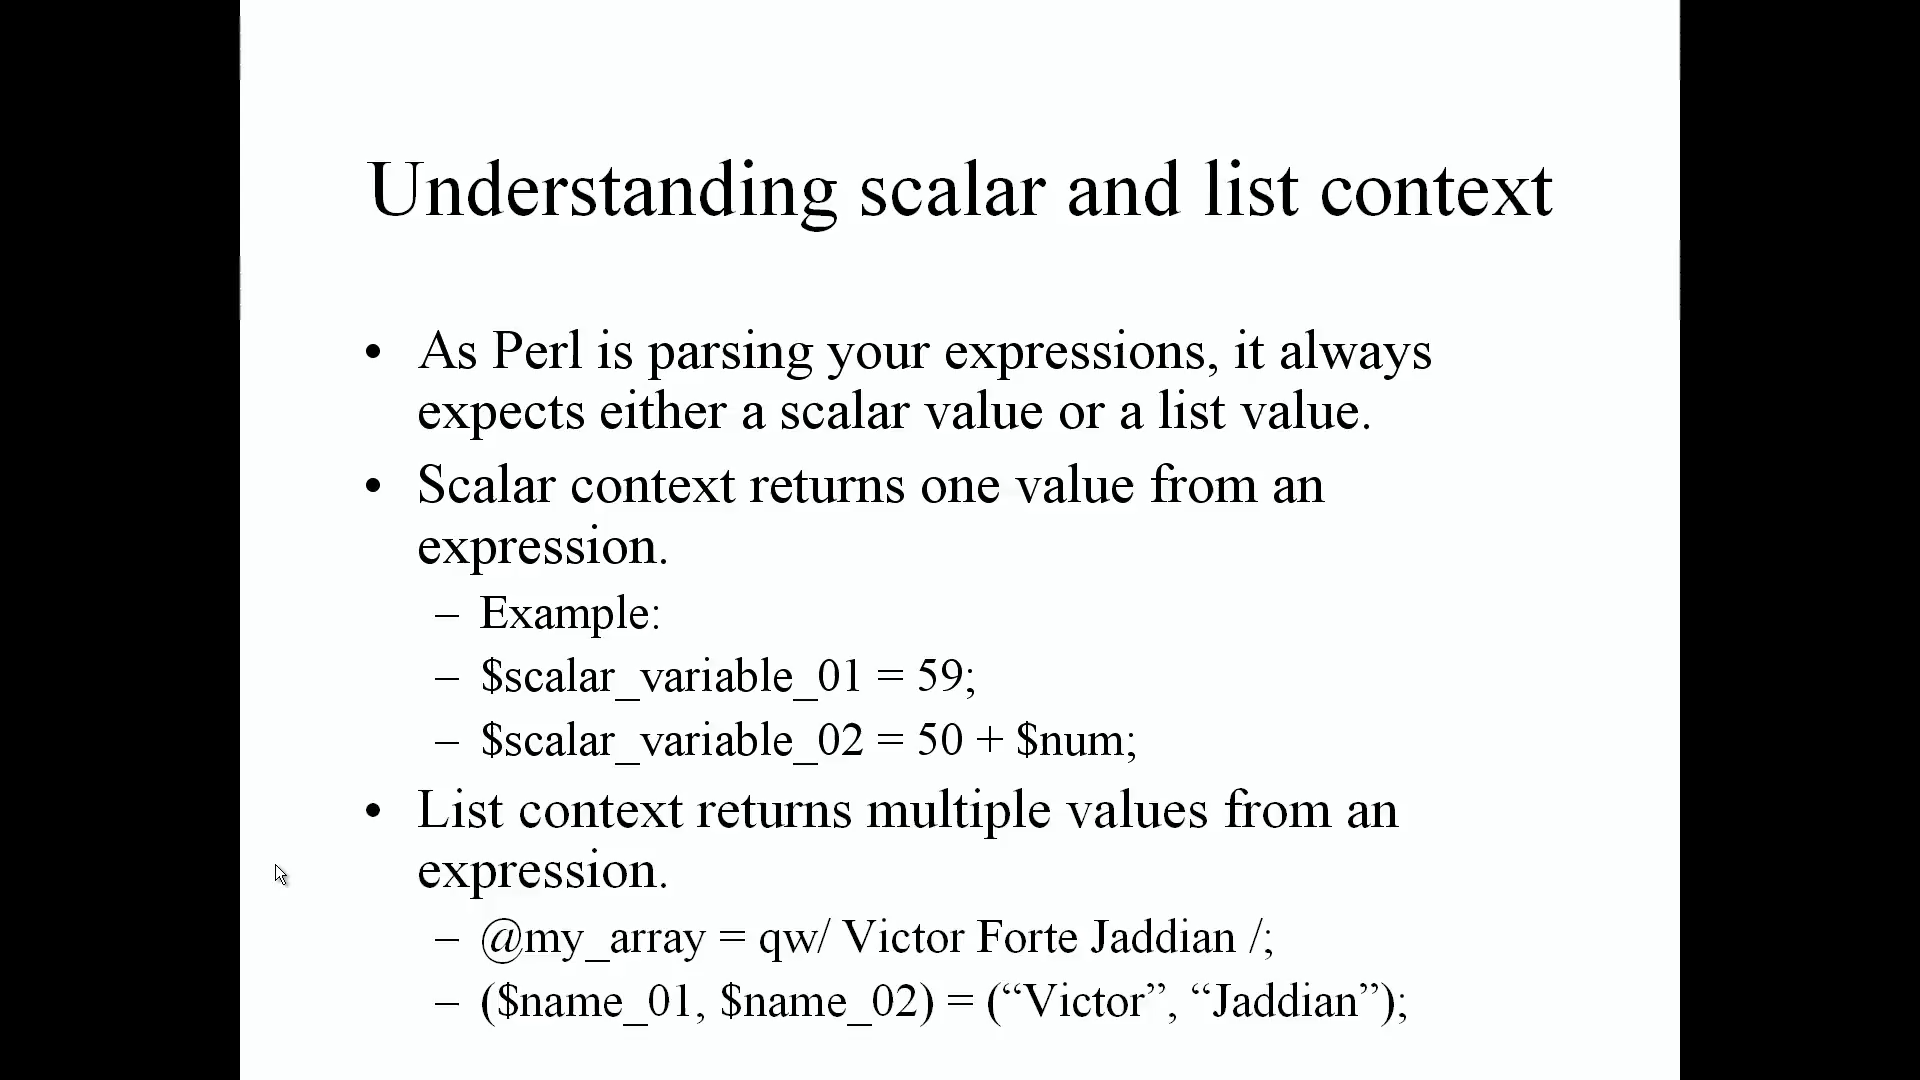 Understanding scalar and list context
• As Perl is parsing your expressions, it always
expects either a scalar value or a list value.
• Scalar context returns one value from an
expression.
– Example:
– $scalar_variable_01 = 59;
– $scalar_variable_02 = 50 + $num;
• List context returns multiple values from an
expression.
– @my_array = qw/ Victor Forte Jaddian /;
– ($name_01, $name_02) = (“Victor”, “Jaddian”);